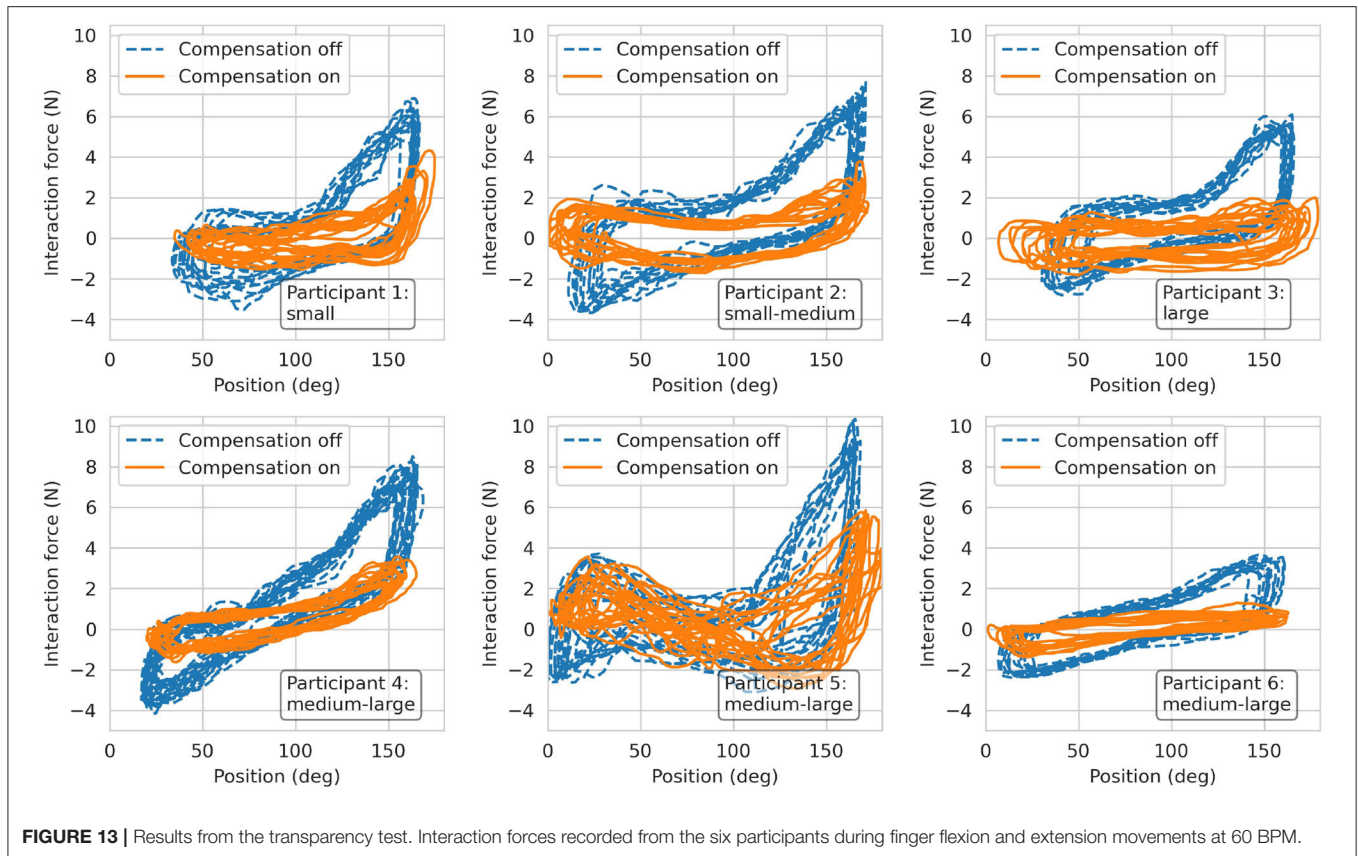 10
8
6
4
2
0
−2
−4
Interaction force (N)
Compensation off
Compensation on
Participant 1:
small
0
50
100
150
Position (deg)
10
8
6
4
2
0
−2
−4
Interaction force (N)
Compensation off
Compensation on
Participant 2:
small-medium
0
50
100
150
Position (deg)
10
8
6
4
2
0
−2
−4
Interaction force (N)
Compensation off
Compensation on
Participant 3:
large
0
50
100
150
Position (deg)
10
8
6
4
2
0
−2
−4
Interaction force (N)
Compensation off
Compensation on
Participant 4:
medium-large
0
50
100
150
Position (deg)
10
8
6
4
2
0
−2
−4
Interaction force (N)
Compensation off
Compensation on
Participant 5:
medium-large
0
50
100
150
Position (deg)
10
8
6
4
2
0
−2
−4
Interaction force (N)
Compensation off
Compensation on
Participant 6:
medium-large
0
50
100
150
Position (deg)
FIGURE 13 | Results from the transparency test. Interaction forces recorded from the six participants during finger flexion and extension movements at 60 BPM.